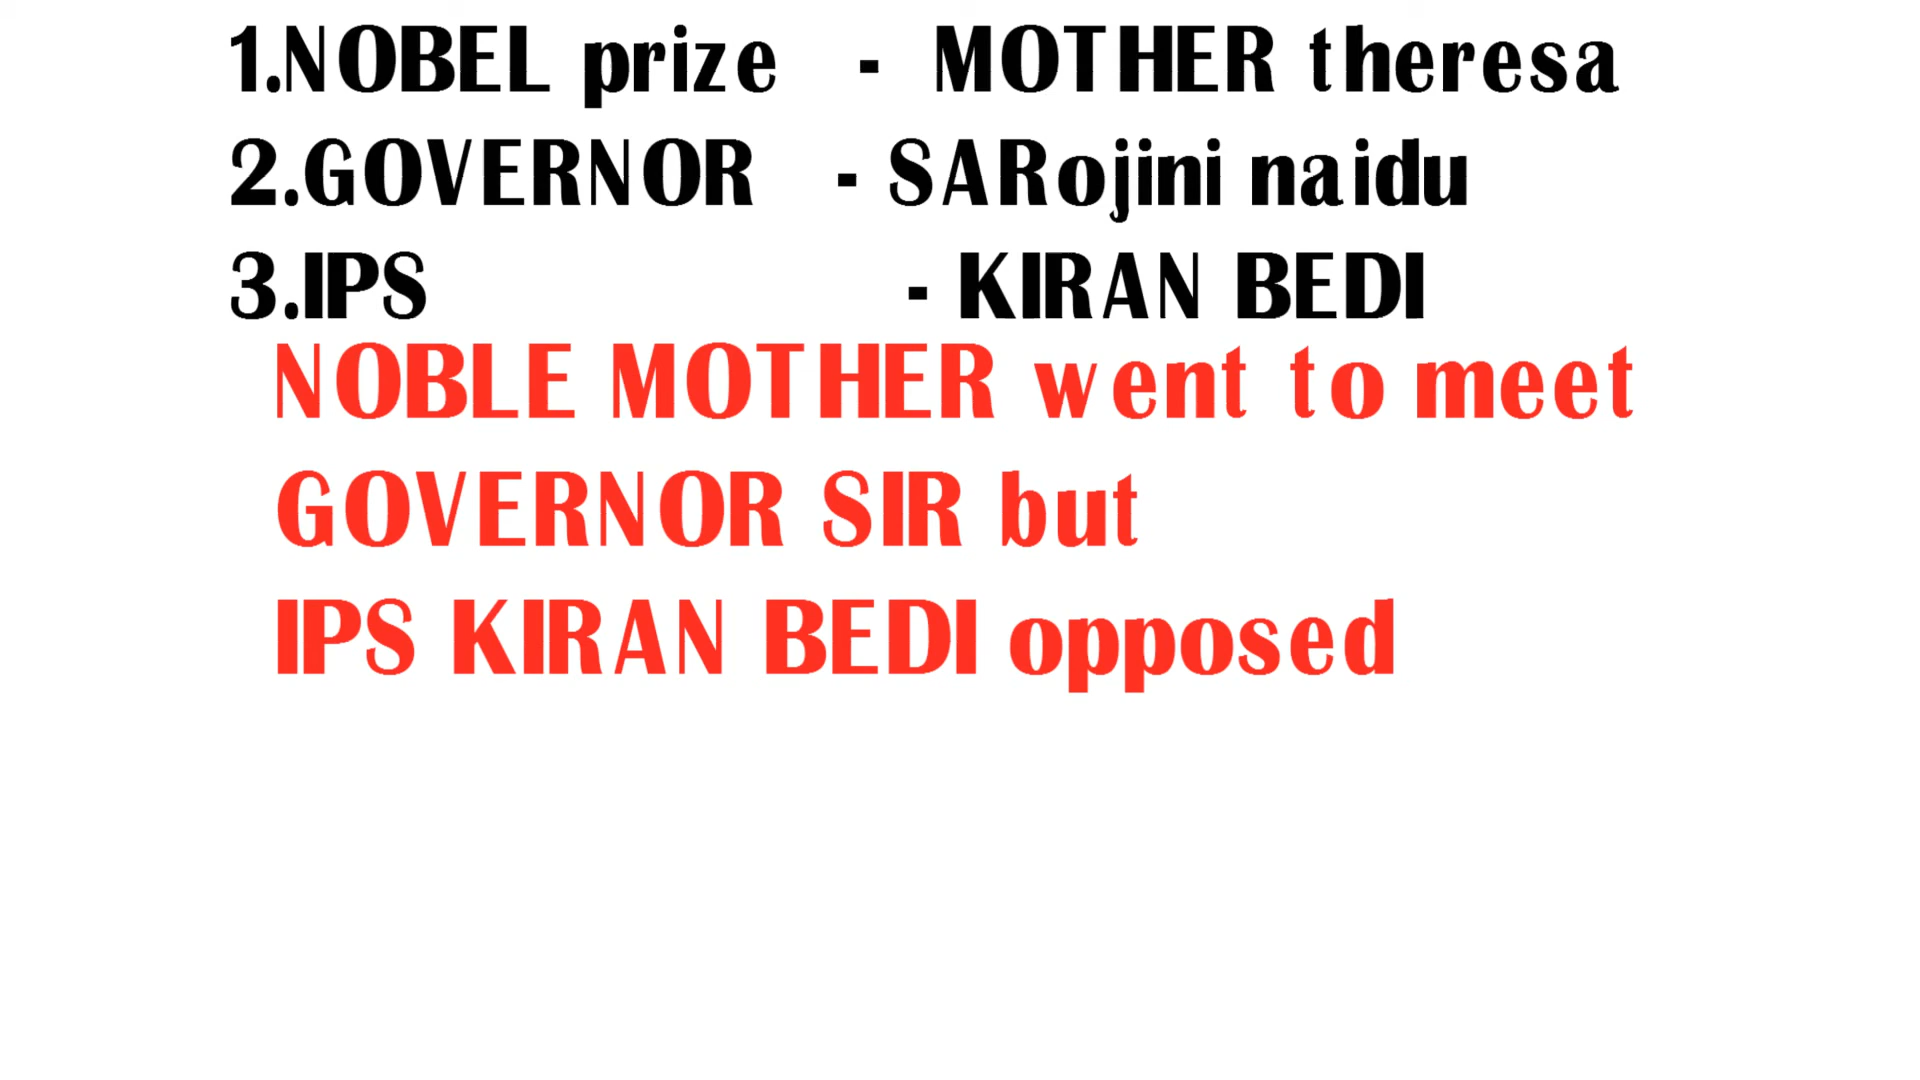 1.NOBEL prize - MOTHER theresa
2.GOVERNOR - SARojini naidu
3.IPS - KIRAN BEDI
NOBLE MOTHER went to meet
GOVERNOR SIR but
IPS KIRAN BEDI opposed